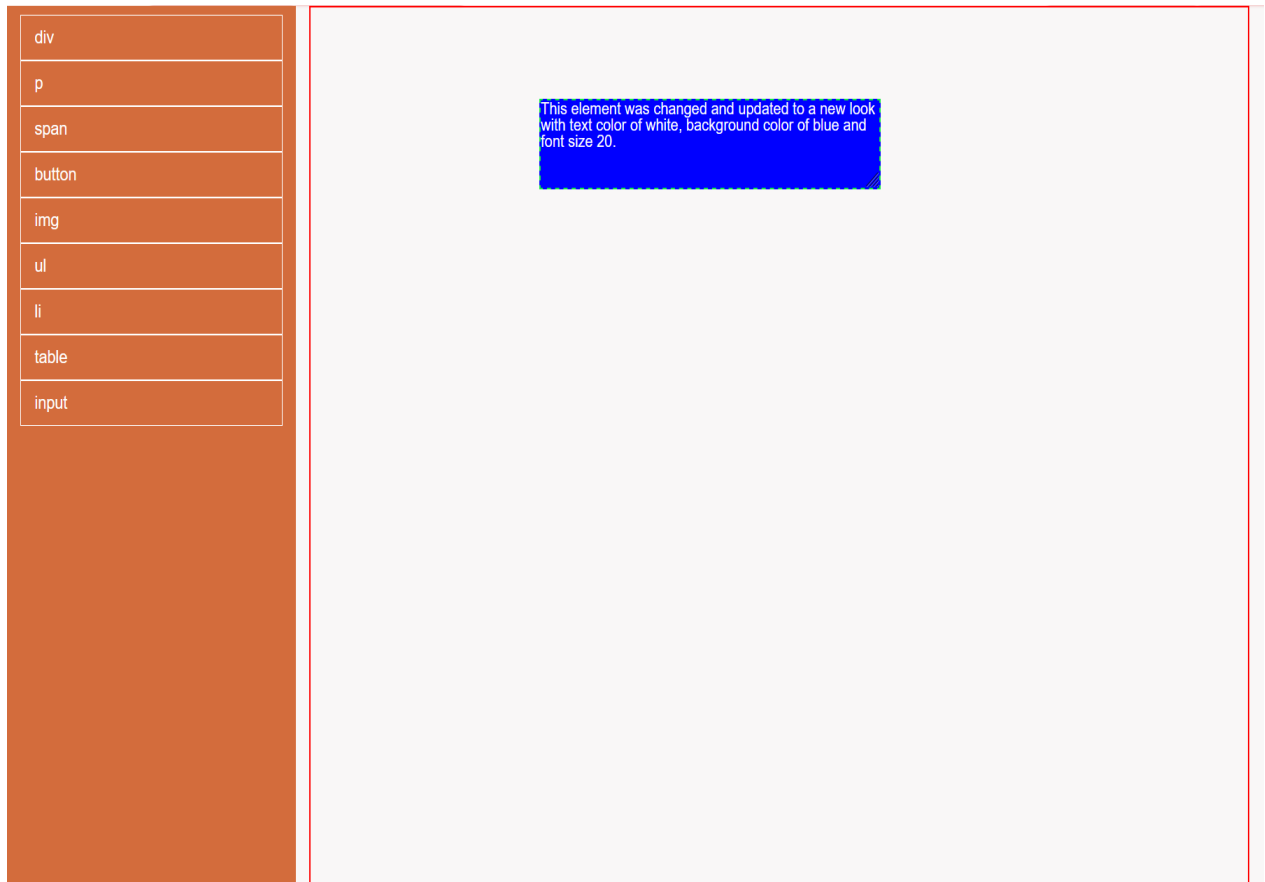 div
p
span
button
img
ul
li
table
input
This element was changed and updated to a new look
with text color of white, background color of blue and
font size 20.